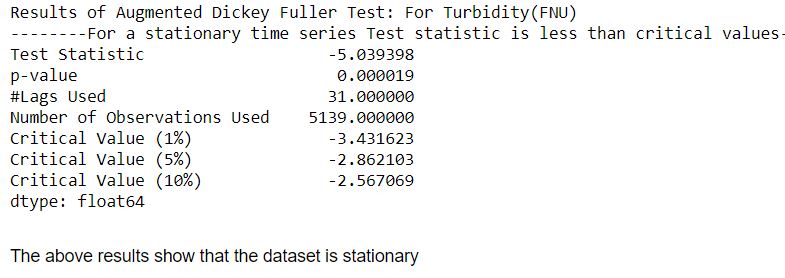 Results of Augmented Dickey Fuller Test: For Turbidity(FNU)
--------For a stationary time series Test statistic is less than critical values-
Test Statistic -5.039398
p-value 0.000019
#Lags Used 31.000000
Number of Observations Used 5139.000000
Critical Value (1%) -3.431623
Critical Value (5%) -2.862103
Critical Value (10%) -2.567069
dtype: float64
The above results show that the dataset is stationary